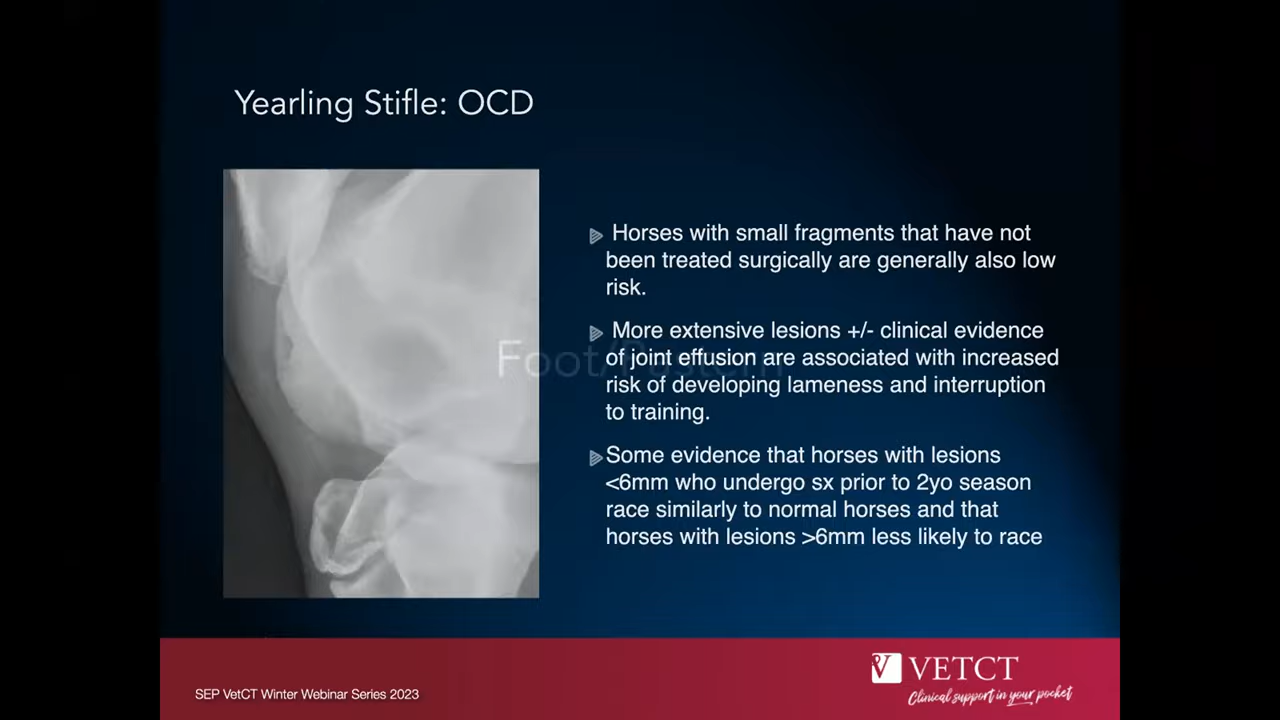 Yearling Stifle: OCD
Horses with small fragments that have not
been treated surgically are generally also low
risk.
More extensive lesions +/- clinical evidence
of joint effusion are associated with increased
risk of developing lameness and interruption
to training.
Some evidence that horses with lesions
<6mm who undergo sx prior to 2yo season
race similarly to normal horses and that
horses with lesions >6mm less likely to race
Foot/Pastern
SEP VetCT Winter Webinar Series 2023
VETCT
Clinical support in your pocket